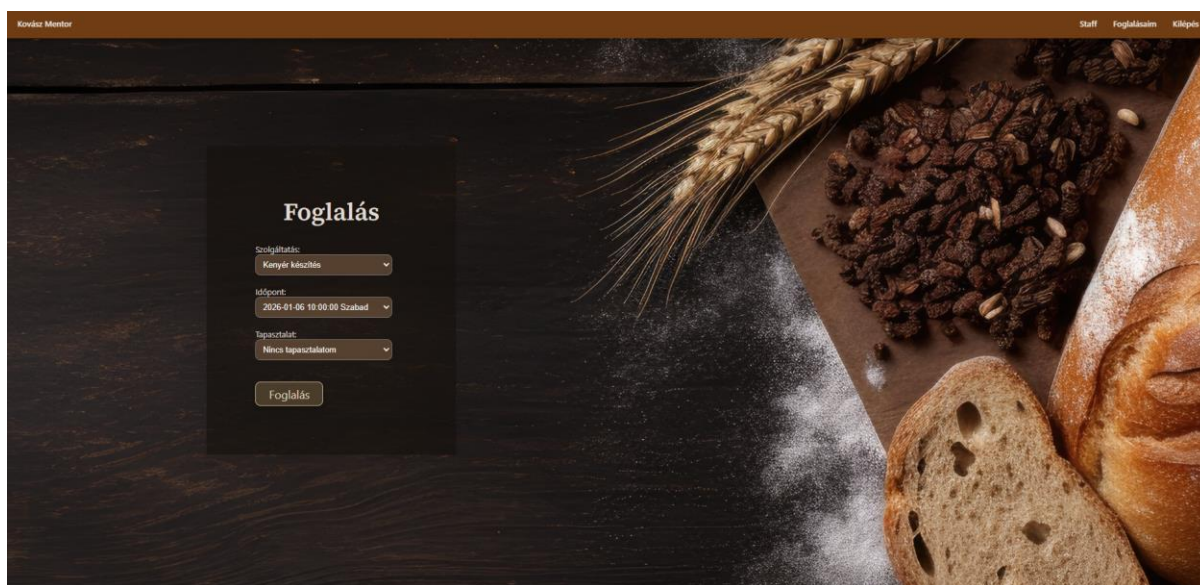 Kovász Mentor
Staff Foglalásaim Kilépés
Foglalás
Szolgáltatás:
Kenyér készítés
Időpont:
2026-01-06 10:00:00 Szabad
Tapasztalat:
Nincs tapasztalatom
Foglalás